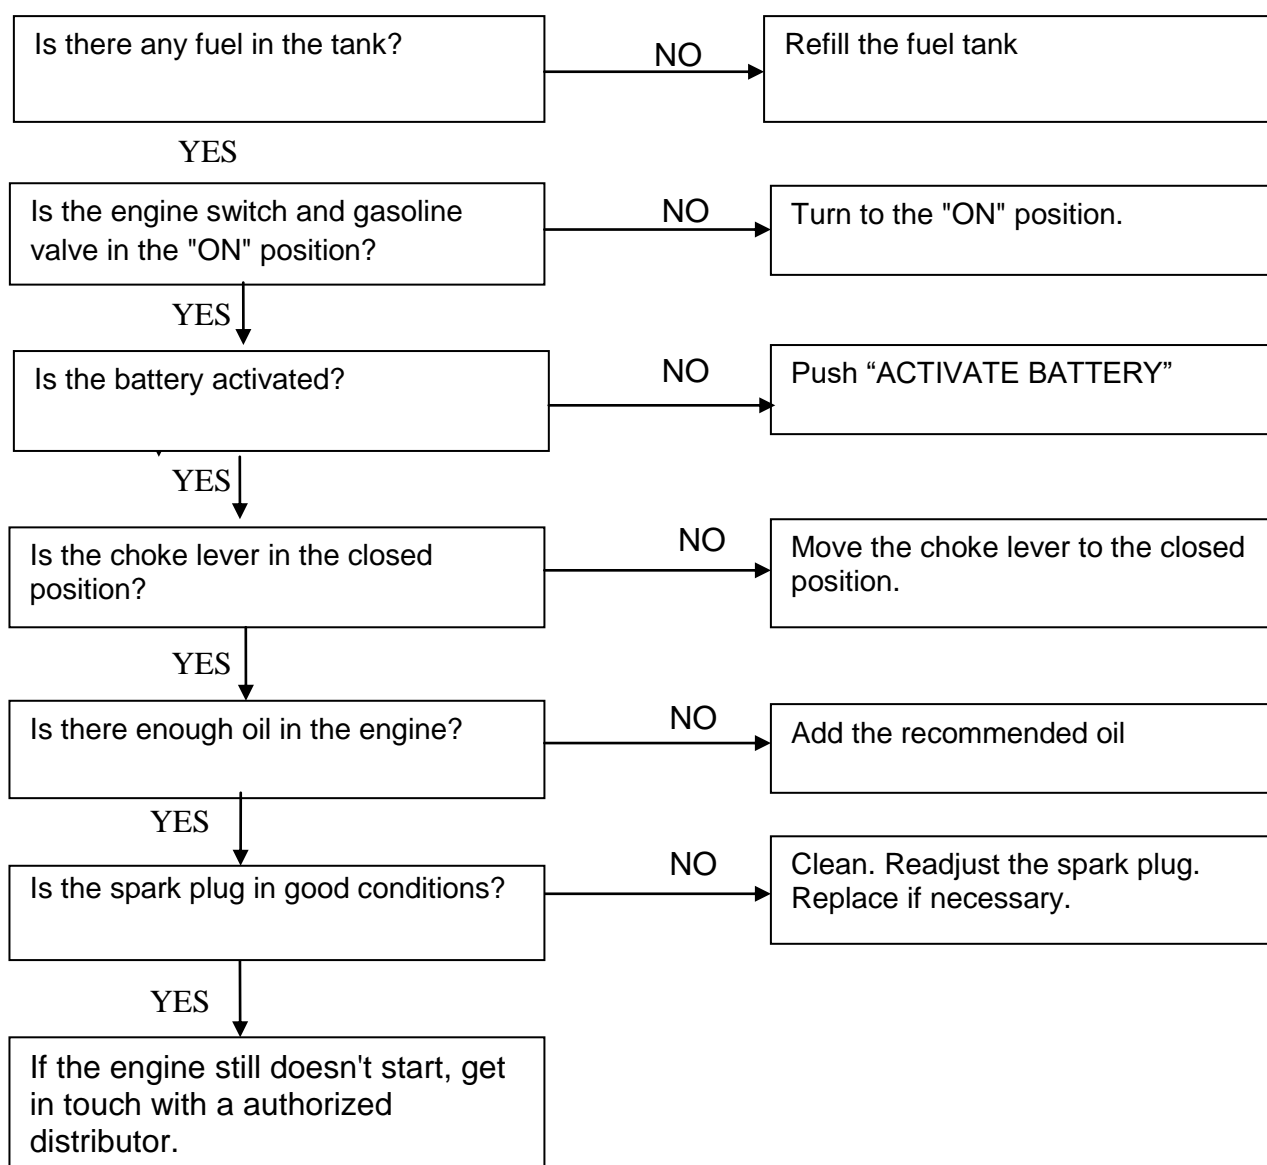 Is there any fuel in the tank?
NO
Refill the fuel tank
YES
Is the engine switch and gasoline
valve in the "ON" position?
NO
Turn to the "ON" position.
YES
Is the battery activated?
NO
Push “ACTIVATE BATTERY”
YES
Is the choke lever in the closed
position?
NO
Move the choke lever to the closed
position.
YES
Is there enough oil in the engine?
NO
Add the recommended oil
YES
Is the spark plug in good conditions?
NO
Clean. Readjust the spark plug.
Replace if necessary.
YES
If the engine still doesn't start, get
in touch with a authorized
distributor.